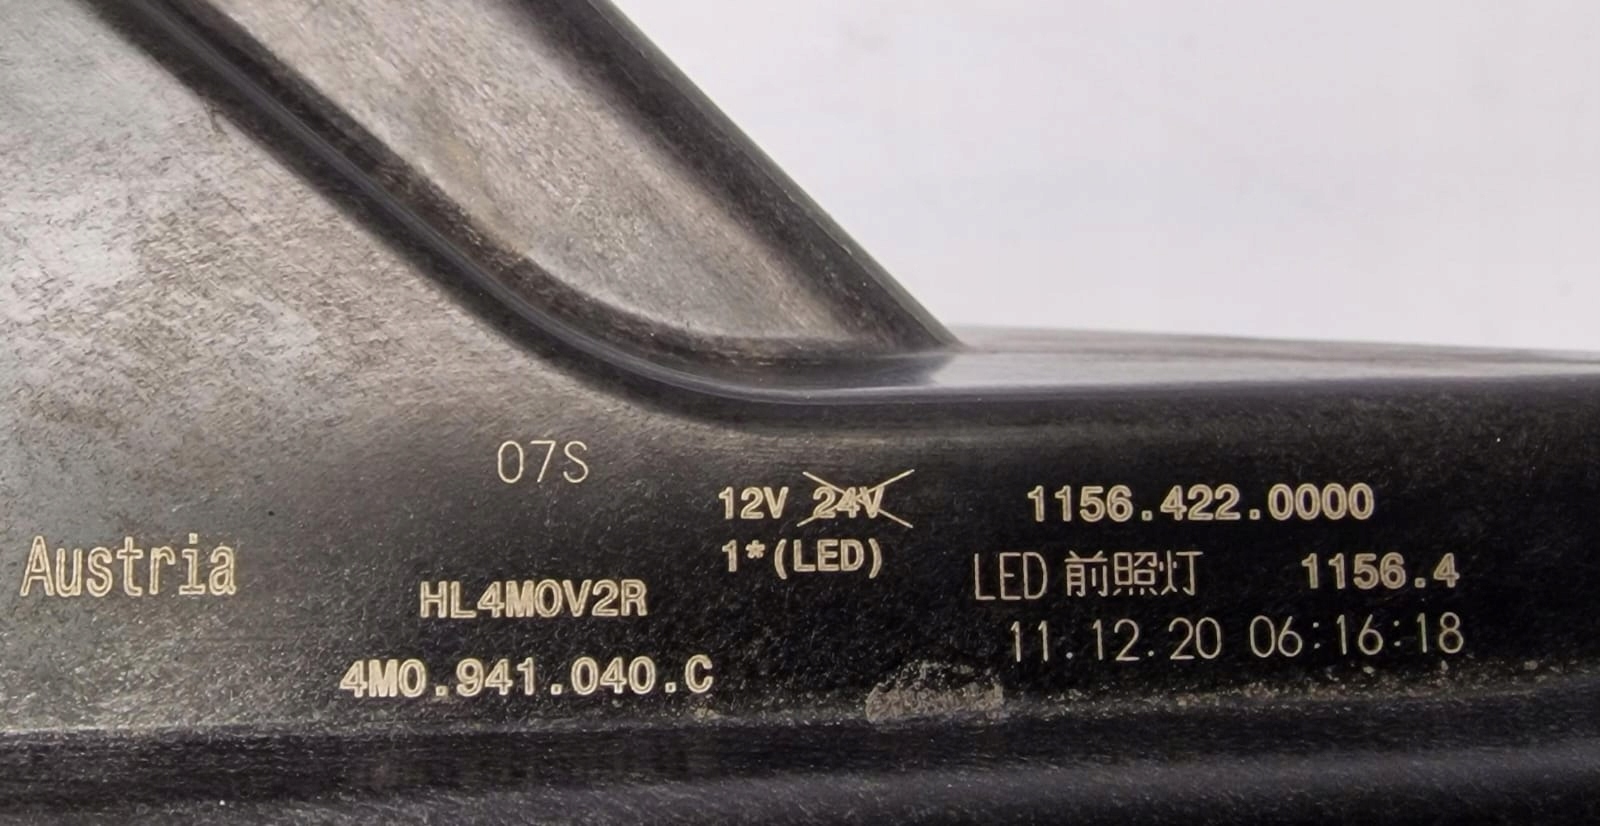 07S
12V 24V
1156.422.0000
Austria
1*(LED)
LED 前照灯 1156.4
HL4M0V2R
11.12.20 06:16:18
4M0.941.040.C